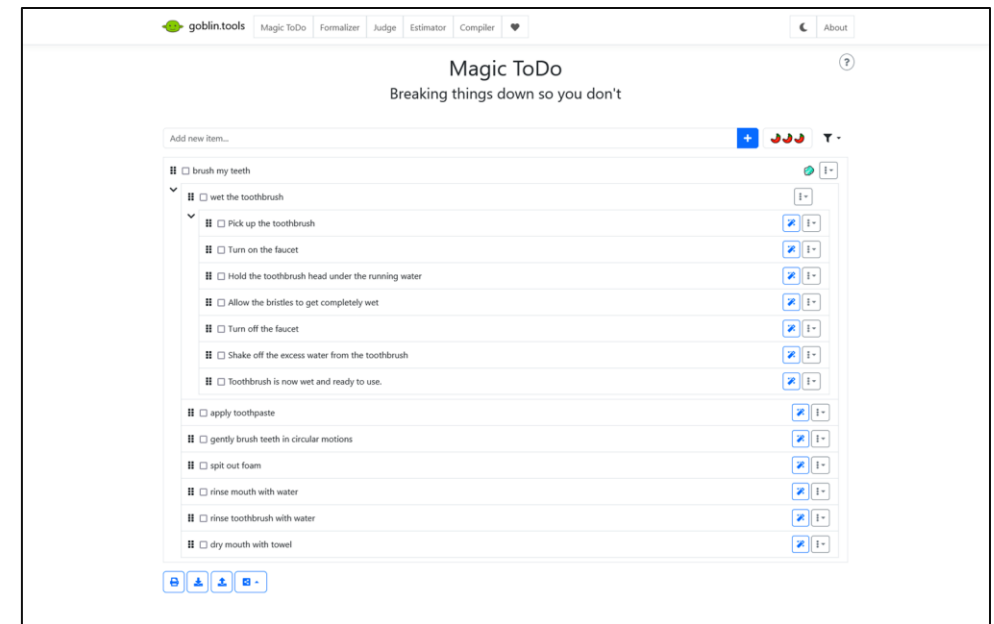 goblin.tools Magic ToDo Formalizer Judge Estimator Compiler About
Magic ToDo
?
Breaking things down so you don't
Add new item...
+
brush my teeth
wet the toothbrush
Pick up the toothbrush
Turn on the faucet
Hold the toothbrush head under the running water
Allow the bristles to get completely wet
Turn off the faucet
Shake off the excess water from the toothbrush
Toothbrush is now wet and ready to use.
apply toothpaste
gently brush teeth in circular motions
spit out foam
rinse mouth with water
rinse toothbrush with water
dry mouth with towel